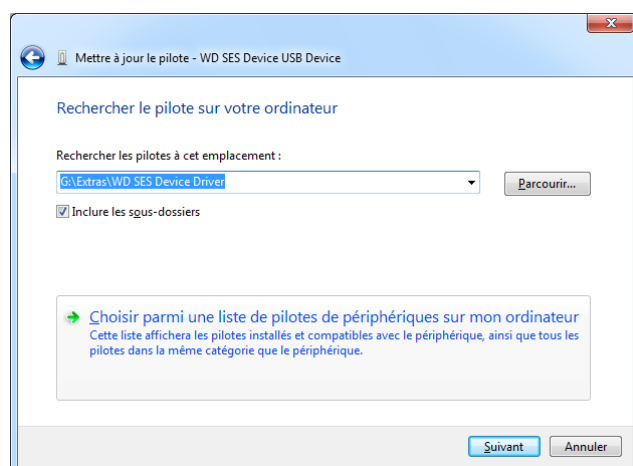 Mettre à jour le pilote - WD SES Device USB Device
Rechercher le pilote sur votre ordinateur
Rechercher les pilotes à cet emplacement :
G:\Extras\WD SES Device Driver
Parcourir...
Inclure les sous-dossiers
Choisir parmi une liste de pilotes de périphériques sur mon ordinateur
Cette liste affichera les pilotes installés et compatibles avec le périphérique, ainsi que tous les
pilotes dans la même catégorie que le périphérique.
Suivant
Annuler